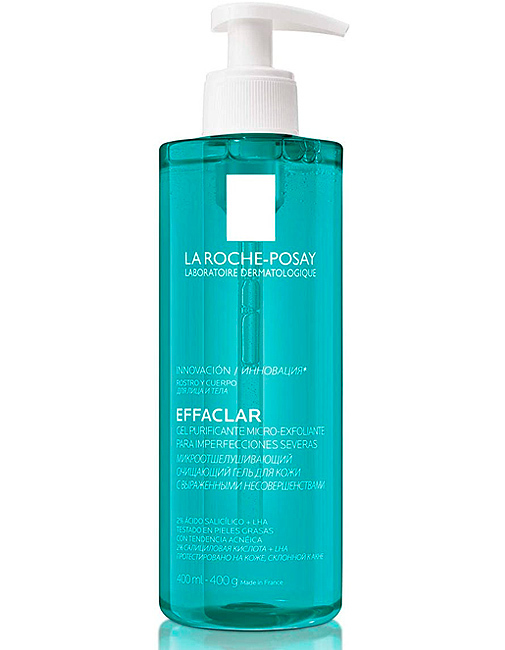 LA ROCHE-POSAY
LABORATOIRE DERMATOLOGIQUE
INNOVACIÓN / ИННОВАЦИЯ*
ROSTRO Y CUERPO
ДЛЯ ЛИЦА И ТЕЛА
EFFACLAR
GEL PURIFICANTE MICRO-EXFOLIANTE
PARA IMPERFECCIONES SEVERAS
МИКРООТШЕЛУШИВАЮЩИЙ
ОЧИЩАЮЩИЙ ГЕЛЬ ДЛЯ КОЖИ
С ВЫРАЖЕННЫМИ НЕСОВЕРШЕНСТВАМИ
2% ÁCIDO SALICÍLICO + LHA
TESTADO EN PIELES GRASAS
CON TENDENCIA ACNÉICA
2% САЛИЦИЛОВАЯ КИСЛОТА + LHA
ПРОТЕСТИРОВАНО НА КОЖЕ, СКЛОННОЙ К АКНЕ
400 ml - 400 g Made in France